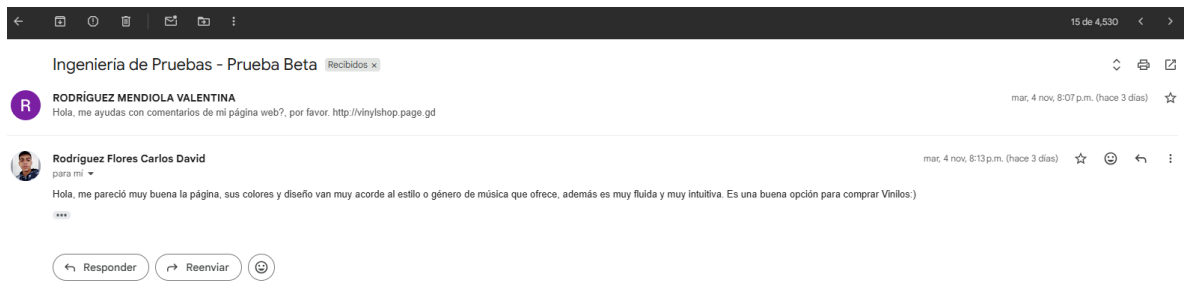 15 de 4,530
Ingeniería de Pruebas - Prueba Beta Recibidos x
R
RODRÍGUEZ MENDIOLA VALENTINA
mar, 4 nov, 8:07 p.m. (hace 3 días)
Hola, me ayudas con comentarios de mi página web?, por favor. http://vinylshop.page.gd
Rodríguez Flores Carlos David
mar, 4 nov, 8:13 p.m. (hace 3 días)
para mí
Hola, me pareció muy buena la página, sus colores y diseño van muy acorde al estilo o género de música que ofrece, además es muy fluida y muy intuitiva. Es una buena opción para comprar Vinilos:)
Responder
Reenviar